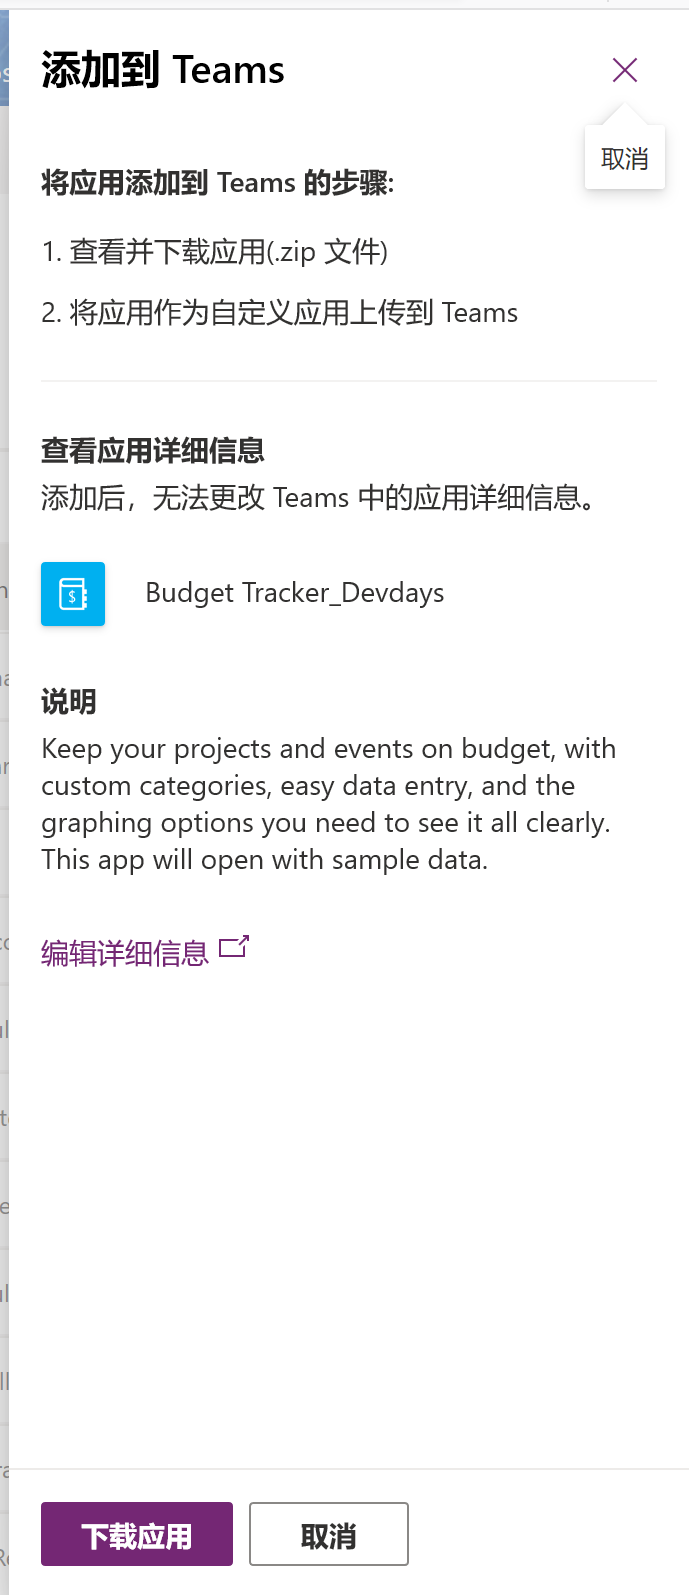 添加到 Teams
取消
将应用添加到 Teams 的步骤:
1. 查看并下载应用(.zip 文件)
2. 将应用作为自定义应用上传到 Teams
查看应用详细信息
添加后，无法更改 Teams 中的应用详细信息。
Budget Tracker_Devdays
说明
Keep your projects and events on budget, with
custom categories, easy data entry, and the
graphing options you need to see it all clearly.
This app will open with sample data.
编辑详细信息
下载应用
取消